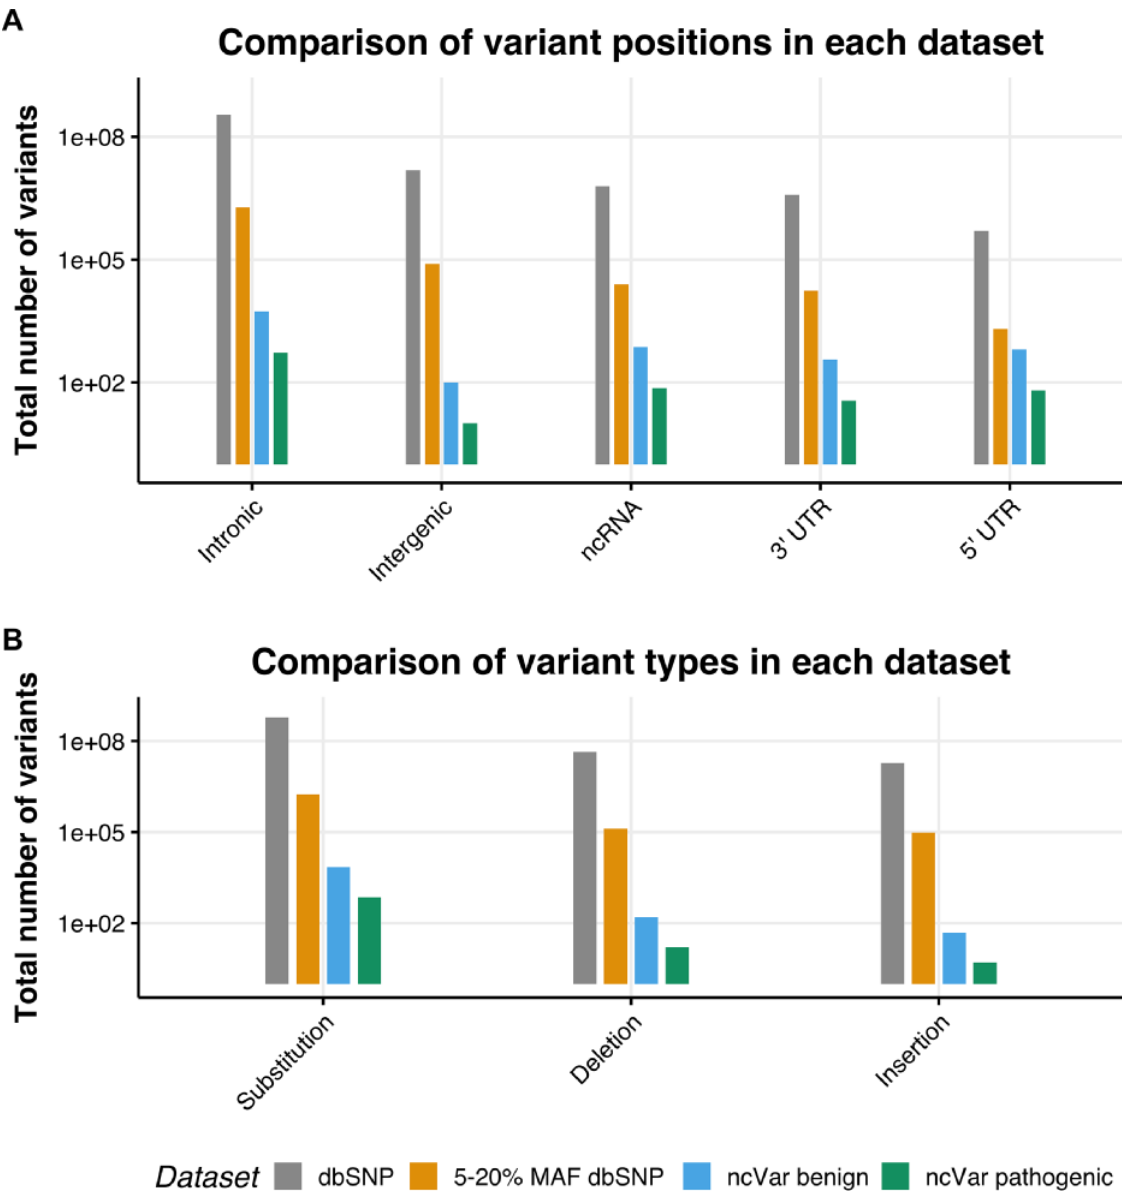 A
Comparison of variant positions in each dataset
Total number of variants
1e+08
1e+05
1e+02
Intronic
Intergenic
ncRNA
3' UTR
5' UTR
B
Comparison of variant types in each dataset
Total number of variants
1e+08
1e+05
1e+02
Substitution
Deletion
Insertion
Dataset dbSNP 5-20% MAF dbSNP ncVar benign ncVar pathogenic